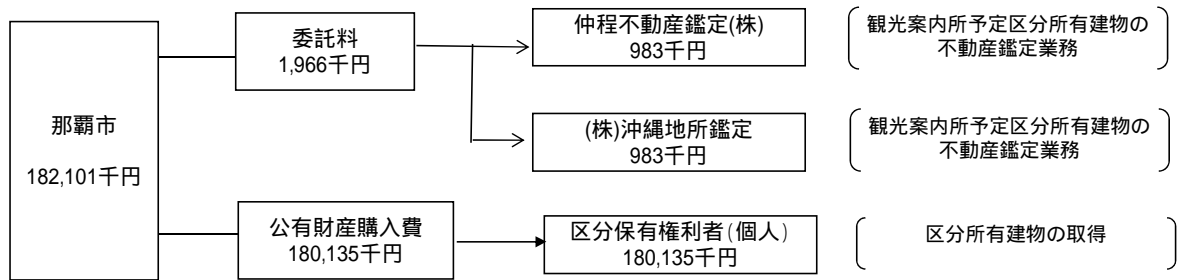 那覇市
182,101千円
委託料
1,966千円
仲程不動産鑑定(株)
983千円
観光案内所予定区分所有建物の
不動産鑑定業務
(株)沖縄地所鑑定
983千円
観光案内所予定区分所有建物の
不動産鑑定業務
公有財産購入費
180,135千円
区分保有権利者(個人)
180,135千円
区分所有建物の取得